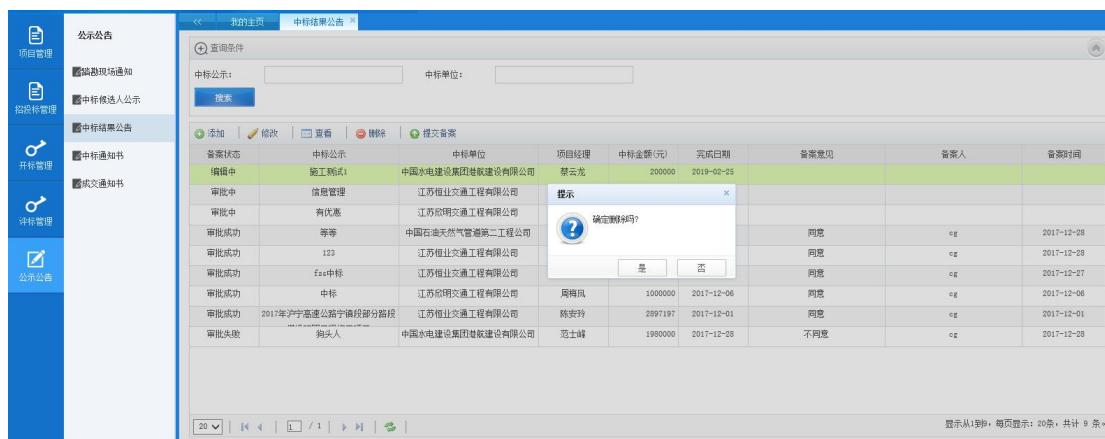 << 我的主页 中标结果公告 ×
项目管理
招投标管理
开标管理
评标管理
公示公告
公示公告
踏勘现场通知
中标候选人公示
中标结果公告
中标通知书
成交通知书
查询条件
中标公示： 中标单位：
搜索
添加 修改 查看 删除 提交备案
备案状态 中标公示 中标单位 项目经理 中标金额(元) 完成日期 备案意见 备案人 备案时间
编辑中 施工测试1 中国水电建设集团港航建设有限公司 禁云龙 200000 2019-02-25
审批中 信息管理 江苏恒业交通工程有限公司
审批中 有优惠 江苏欣明交通工程有限公司
审批成功 等等 中国石油天然气管道第二工程公司 同意 cg 2017-12-28
审批成功 123 江苏恒业交通工程有限公司 同意 cg 2017-12-28
审批成功 fss中标 江苏恒业交通工程有限公司 同意 cg 2017-12-27
审批成功 中标 江苏欣明交通工程有限公司 周梅凤 1000000 2017-12-06 同意 cg 2017-12-06
审批成功 2017年沪宁高速公路宁镇段部分路段 江苏恒业交通工程有限公司 陈安玲 2897197 2017-12-01 同意 cg 2017-12-01
审批失败 狗头人 中国水电建设集团港航建设有限公司 范士峰 1980000 2017-12-28 不同意 cg 2017-12-28
提示 ×
确定删除吗?
是 否
20 1 / 1 显示从1到9，每页显示：20条，共计 9 条。